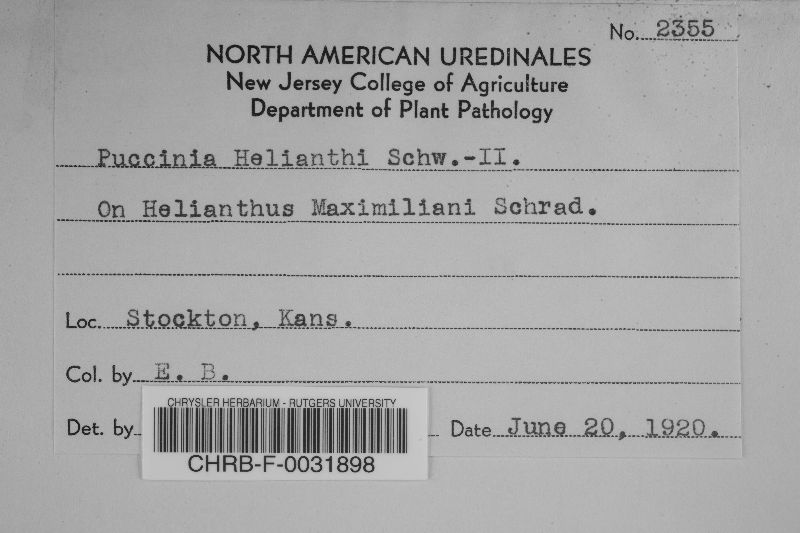 No. 2355
NORTH AMERICAN UREDINALES
New Jersey College of Agriculture
Department of Plant Pathology
Puccinia Helianthi Schw.-II.
On Helianthus Maximiliani Schrad.
Loc. Stockton, Kans.
Col. by E. B.
Det. by Date June 20, 1920.
CHRYSLER HERBARIUM - RUTGERS UNIVERSITY
CHRB-F-0031898